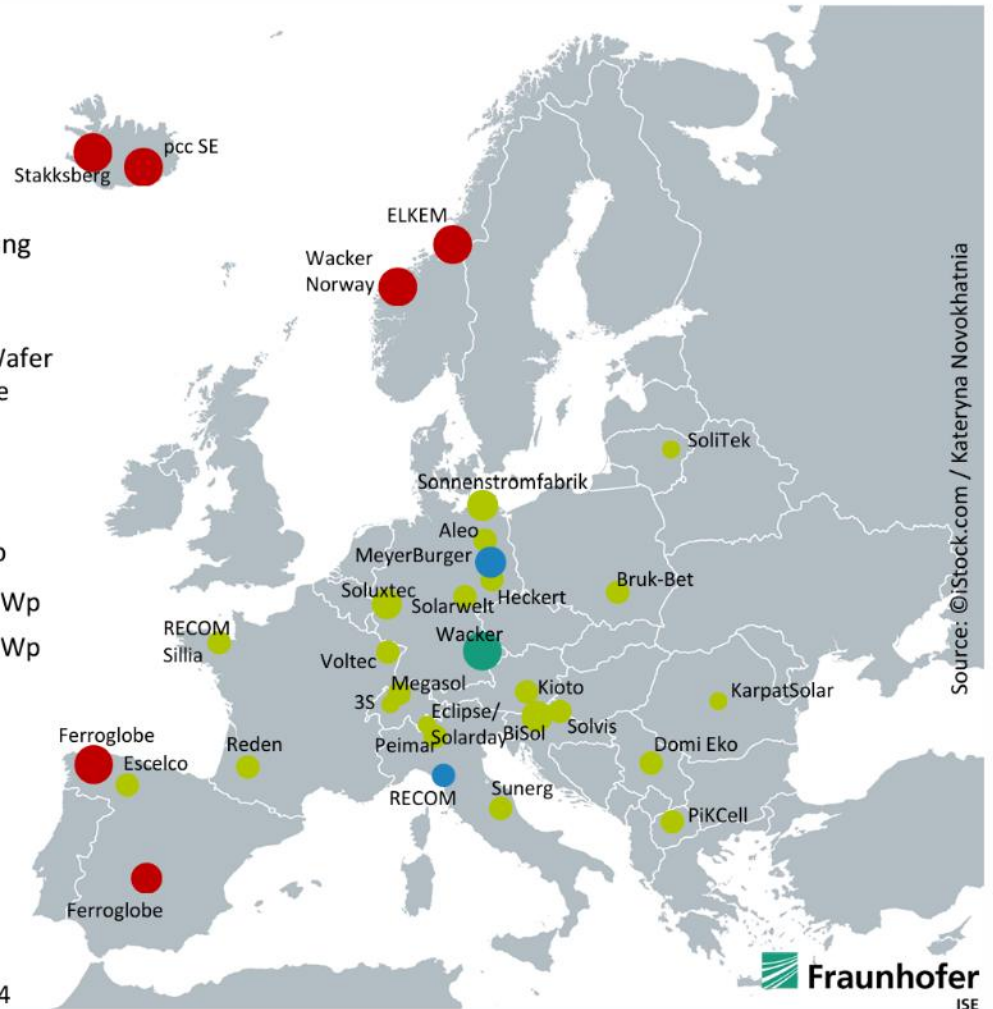 pcc SE
Stakksberg
ELKEM
ng
Wacker
Norway
/afer
e
SoliTek
Sonnenstromfabrik
Aleo
MeyerBurger
Bruk-Bet
Soluxtec
Heckert
Solarwelt
Wp
RECOM
Sillia
Wacker
Wp
Voltec
Megasol
Kioto
KarpatSolar
3S
Eclipse/
Solarday
BiSol
Solvis
Peimar
Ferroglobe
Escelco
Reden
Domi Eko
RECOM
Sunerg
PiKCell
Ferroglobe
Source: ©iStock.com / Kateryna Novokhatnia
Fraunhofer
ISE
4